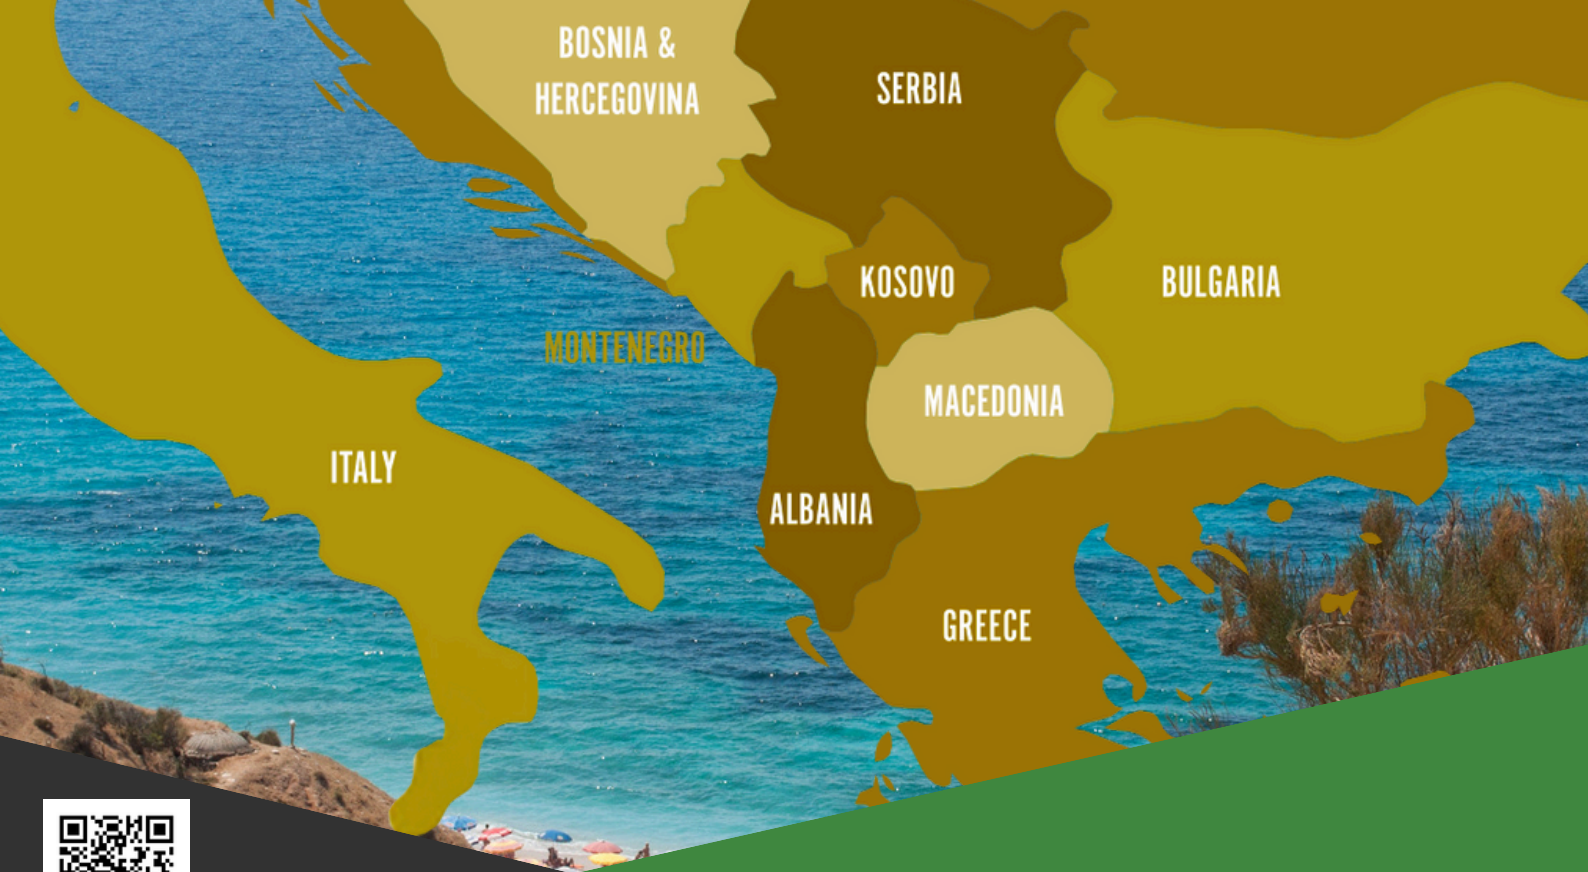 BOSNIA &
HERCEGOVINA
SERBIA
KOSOVO
BULGARIA
MONTENEGRO
MACEDONIA
ITALY
ALBANIA
GREECE